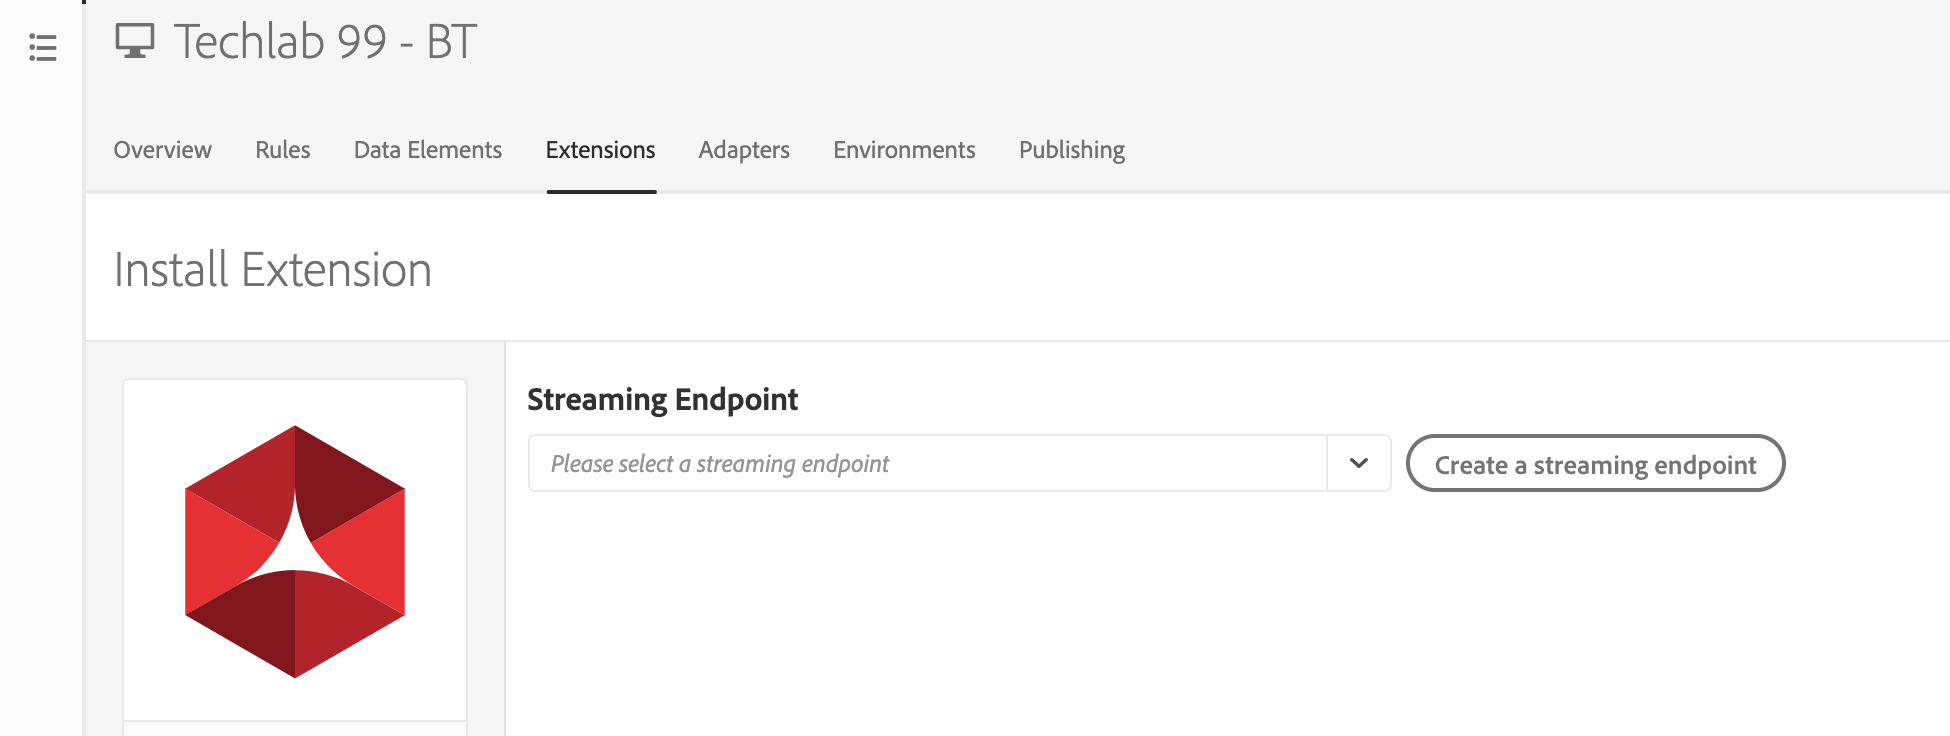 Techlab 99 - BT
Overview Rules Data Elements Extensions Adapters Environments Publishing
Install Extension
Streaming Endpoint
Please select a streaming endpoint
Create a streaming endpoint